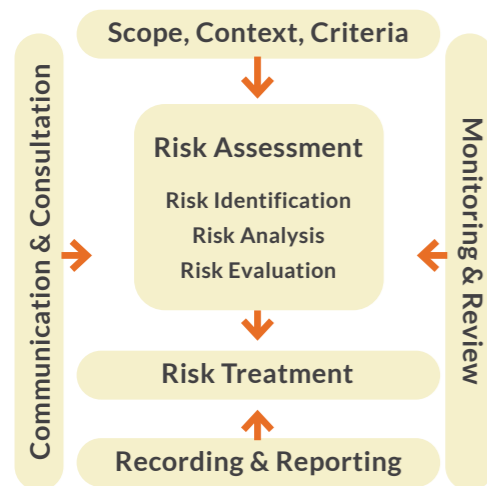 Scope, Context, Criteria
Communication & Consultation
Risk Assessment
Risk Identification
Risk Analysis
Risk Evaluation
Monitoring & Review
Risk Treatment
Recording & Reporting